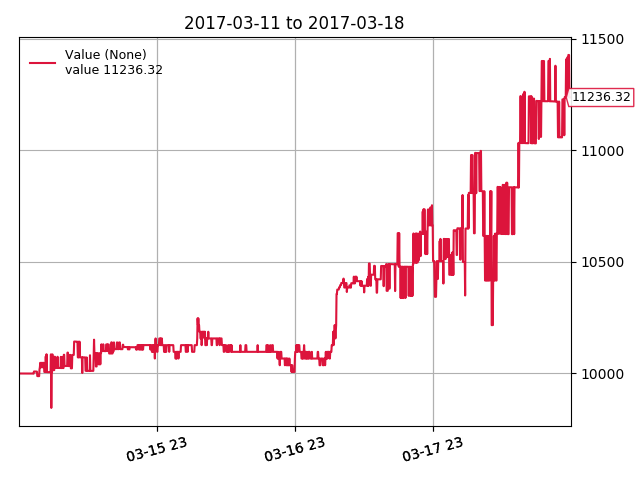 2017-03-11 to 2017-03-18
Value (None)
value 11236.32
11500
11236.32
11000
10500
10000
03-15 23
03-16 23
03-17 23